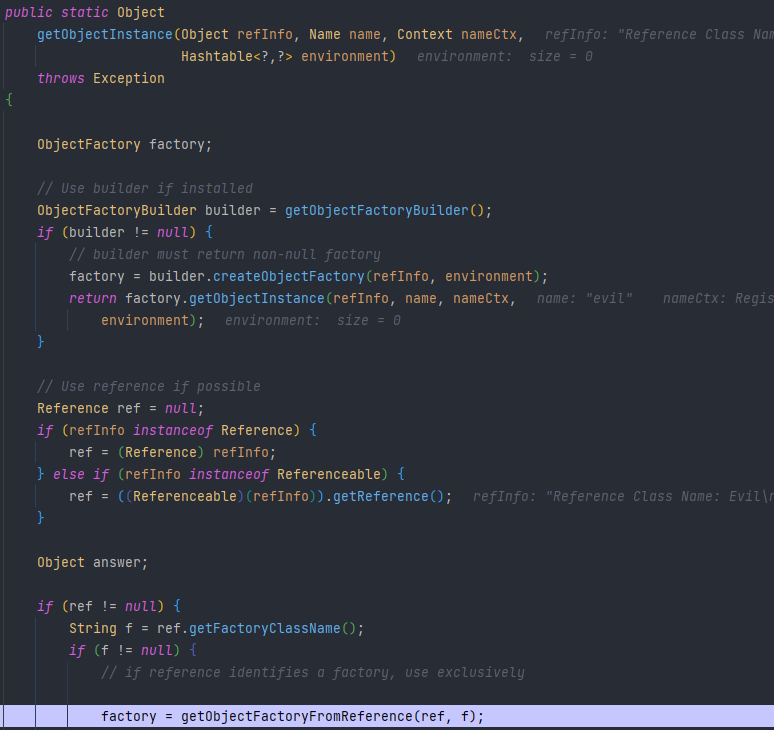 public static Object
getObjectInstance(Object refInfo, Name name, Context nameCtx,   refInfo: "Reference Class Nam
Hashtable<?,?> environment)   environment:  size = 0
throws Exception
{
ObjectFactory factory;
// Use builder if installed
ObjectFactoryBuilder builder = getObjectFactoryBuilder();
if (builder != null) {
// builder must return non-null factory
factory = builder.createObjectFactory(refInfo, environment);
return factory.getObjectInstance(refInfo, name, nameCtx,   name: "evil"    nameCtx: Regis
environment);   environment:  size = 0
}
// Use reference if possible
Reference ref = null;
if (refInfo instanceof Reference) {
ref = (Reference) refInfo;
} else if (refInfo instanceof Referenceable) {
ref = ((Referenceable)(refInfo)).getReference();   refInfo: "Reference Class Name: Evil\n
}
Object answer;
if (ref != null) {
String f = ref.getFactoryClassName();
if (f != null) {
// if reference identifies a factory, use exclusively
factory = getObjectFactoryFromReference(ref, f);